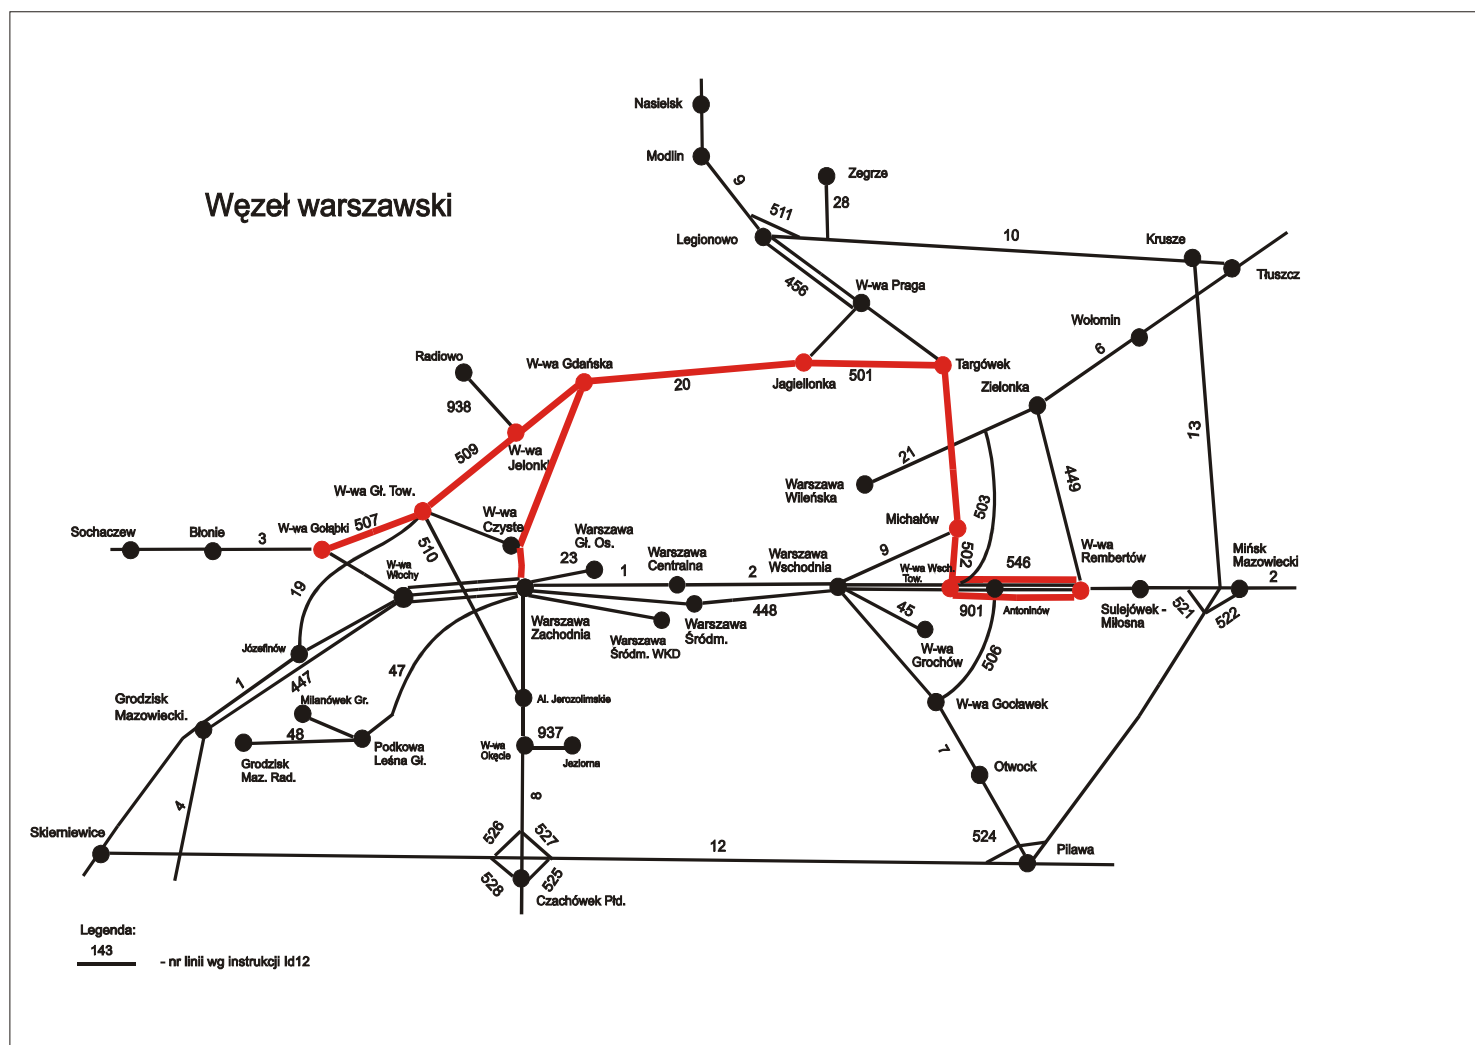 Nasielsk
Modlin
9
Zegrze
28
511
Węzeł warszawski
Legionowo
10
Krusze
Tłuszcz
456
W-wa Praga
Wołomin
6
Radiowo
W-wa Gdańska
938
20
Jagiellonka
501
Targówek
Zielonka
13
509
W-wa
Jelonki
21
449
W-wa Gł. Tow.
Warszawa
Wileńska
503
W-wa
Czyste
Michałów
Sochaczew
Błonie
3
W-wa Gołąbki
507
510
Warszawa
Gł. Os.
23
Warszawa
Centralna
1
2
Warszawa
Wschodnia
9
502
W-wa Wsch.
Tow.
546
W-wa
Rembertów
Mińsk
Mazowiecki
2
19
W-wa
Włochy
Warszawa
Zachodnia
Warszawa
Śródm. WKD
Warszawa
Śródm.
448
45
W-wa
Grochów
901
Antoninów
Sulejówek -
Miłosna
521
522
506
Józefinów
1
447
47
Grodzisk
Mazowiecki.
Milanówek Gr.
48
Grodzisk
Maz. Rad.
Podkowa
Leśna Gł.
Al. Jerozolimskie
W-wa
Okęcie
937
Jeziorna
W-wa Gocławek
7
Otwock
4
8
Skierniewice
526
527
528
525
12
524
Pilawa
Czachówek Płd.
Legenda:
143
- nr linii wg instrukcji Id12